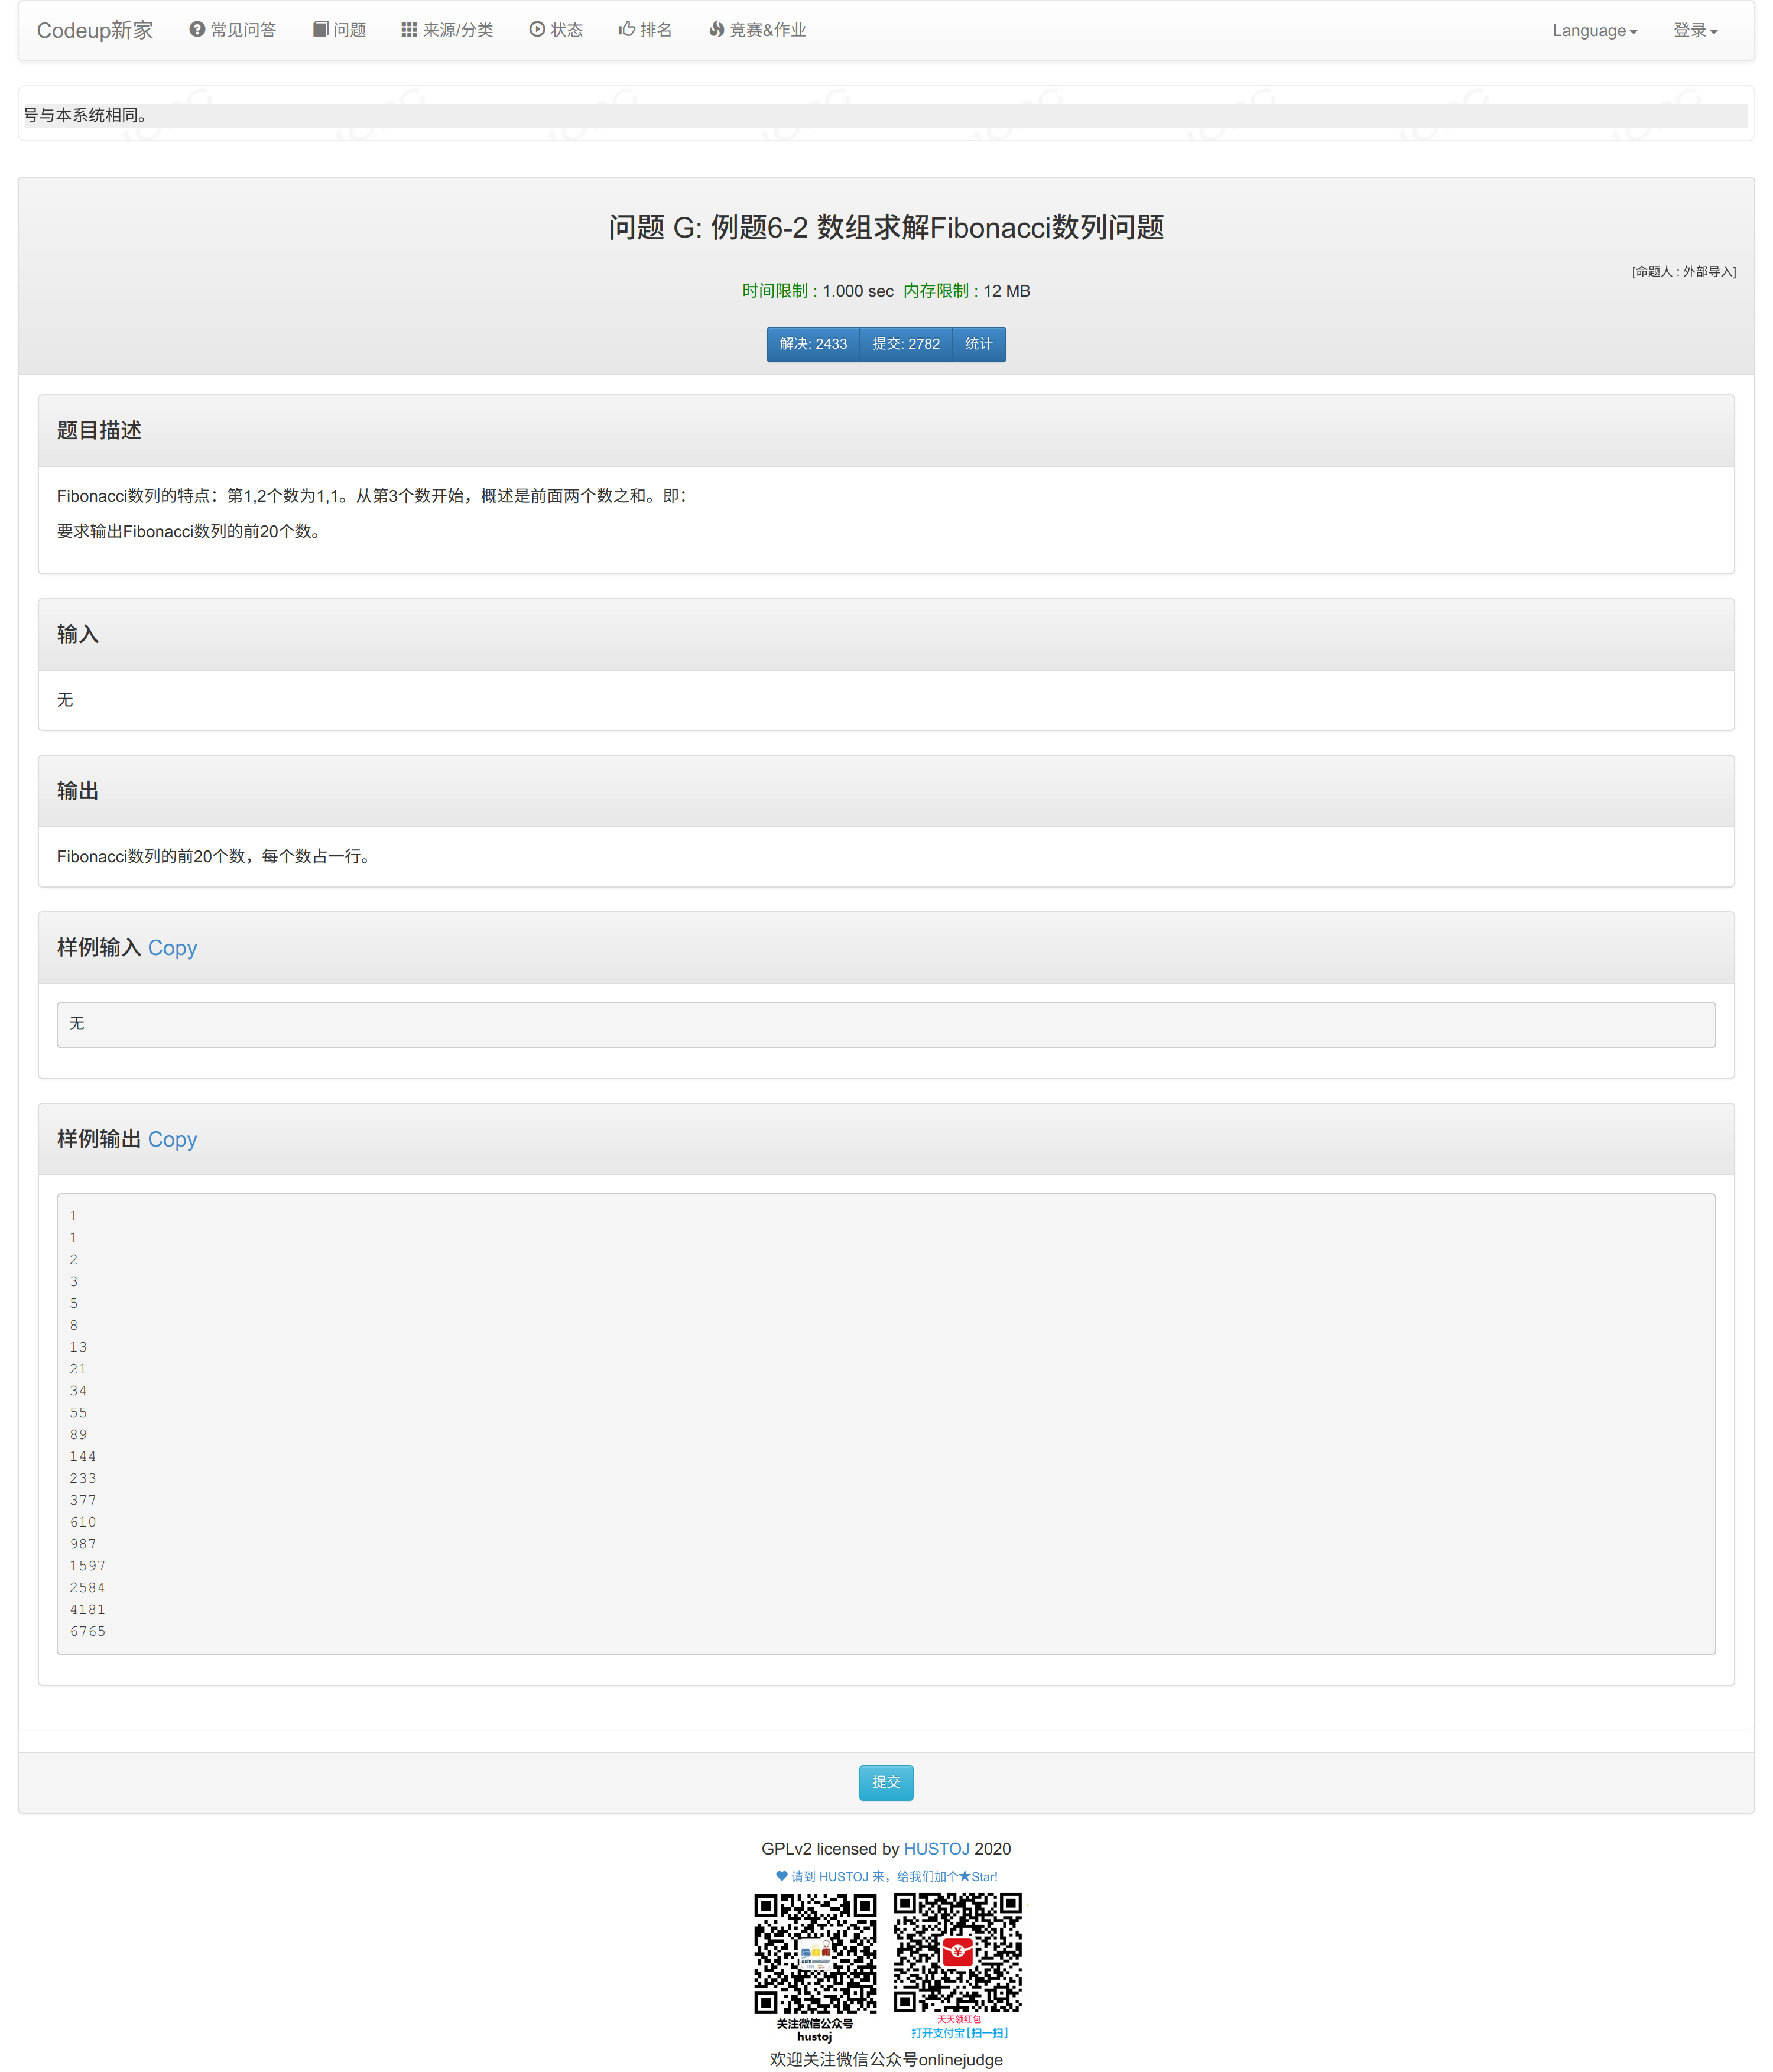 Codeup新家 常见问答 问题 来源/分类 状态 排名 竞赛&作业 Language 登录
号与本系统相同。
问题 G: 例题6-2 数组求解Fibonacci数列问题
[命题人 : 外部导入]
时间限制 : 1.000 sec 内存限制 : 12 MB
解决: 2433 提交: 2782 统计
题目描述
Fibonacci数列的特点：第1,2个数为1,1。从第3个数开始，概述是前面两个数之和。即：
要求输出Fibonacci数列的前20个数。
输入
无
输出
Fibonacci数列的前20个数，每个数占一行。
样例输入 Copy
无
样例输出 Copy
1
1
2
3
5
8
13
21
34
55
89
144
233
377
610
987
1597
2584
4181
6765
提交
GPLv2 licensed by HUSTOJ 2020
请到 HUSTOJ 来，给我们加个★Star!
关注微信公众号
hustoj
天天领红包
打开支付宝[扫一扫]
欢迎关注微信公众号onlinejudge